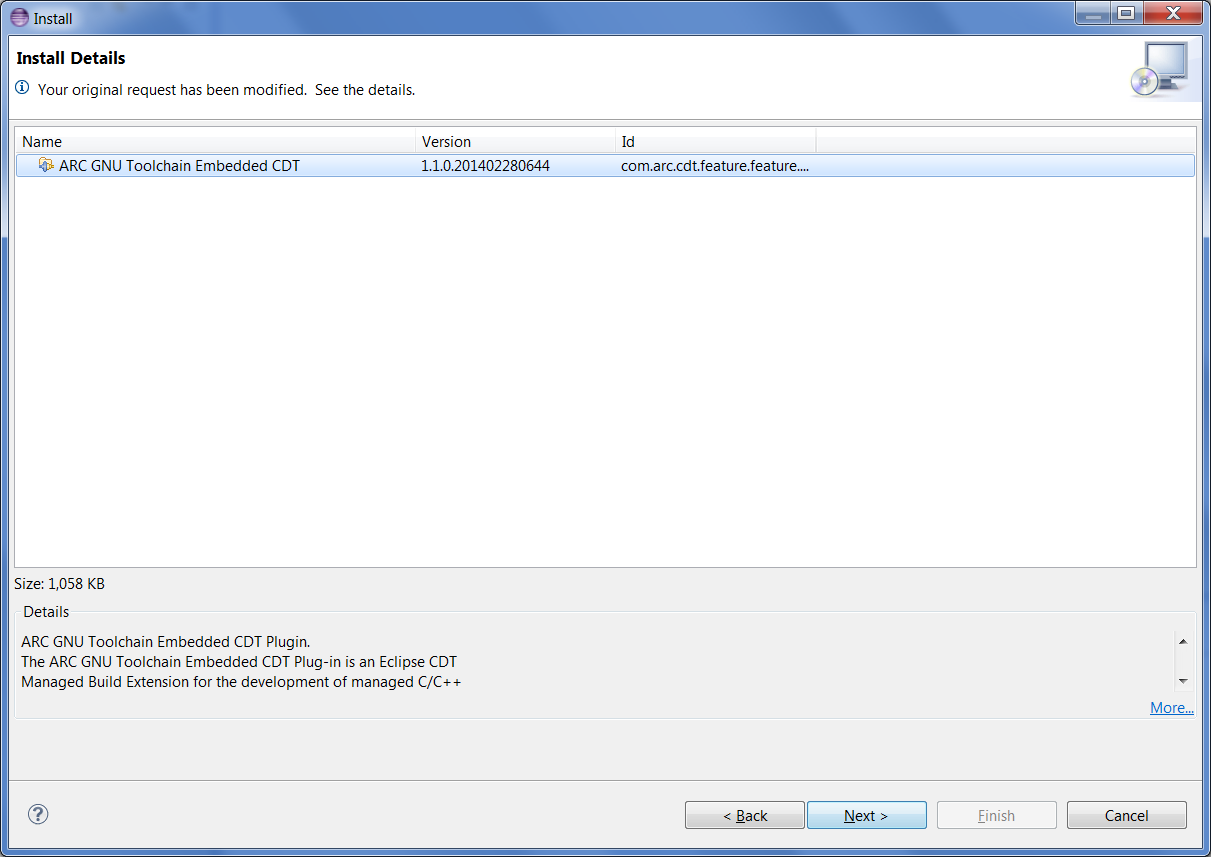 Install
Install Details
Your original request has been modified.  See the details.
Name Version Id
ARC GNU Toolchain Embedded CDT 1.1.0.201402280644 com.arc.cdt.feature.feature....
Size: 1,058 KB
Details
ARC GNU Toolchain Embedded CDT Plugin.
The ARC GNU Toolchain Embedded CDT Plug-in is an Eclipse CDT
Managed Build Extension for the development of managed C/C++
More...
< Back Next > Finish Cancel